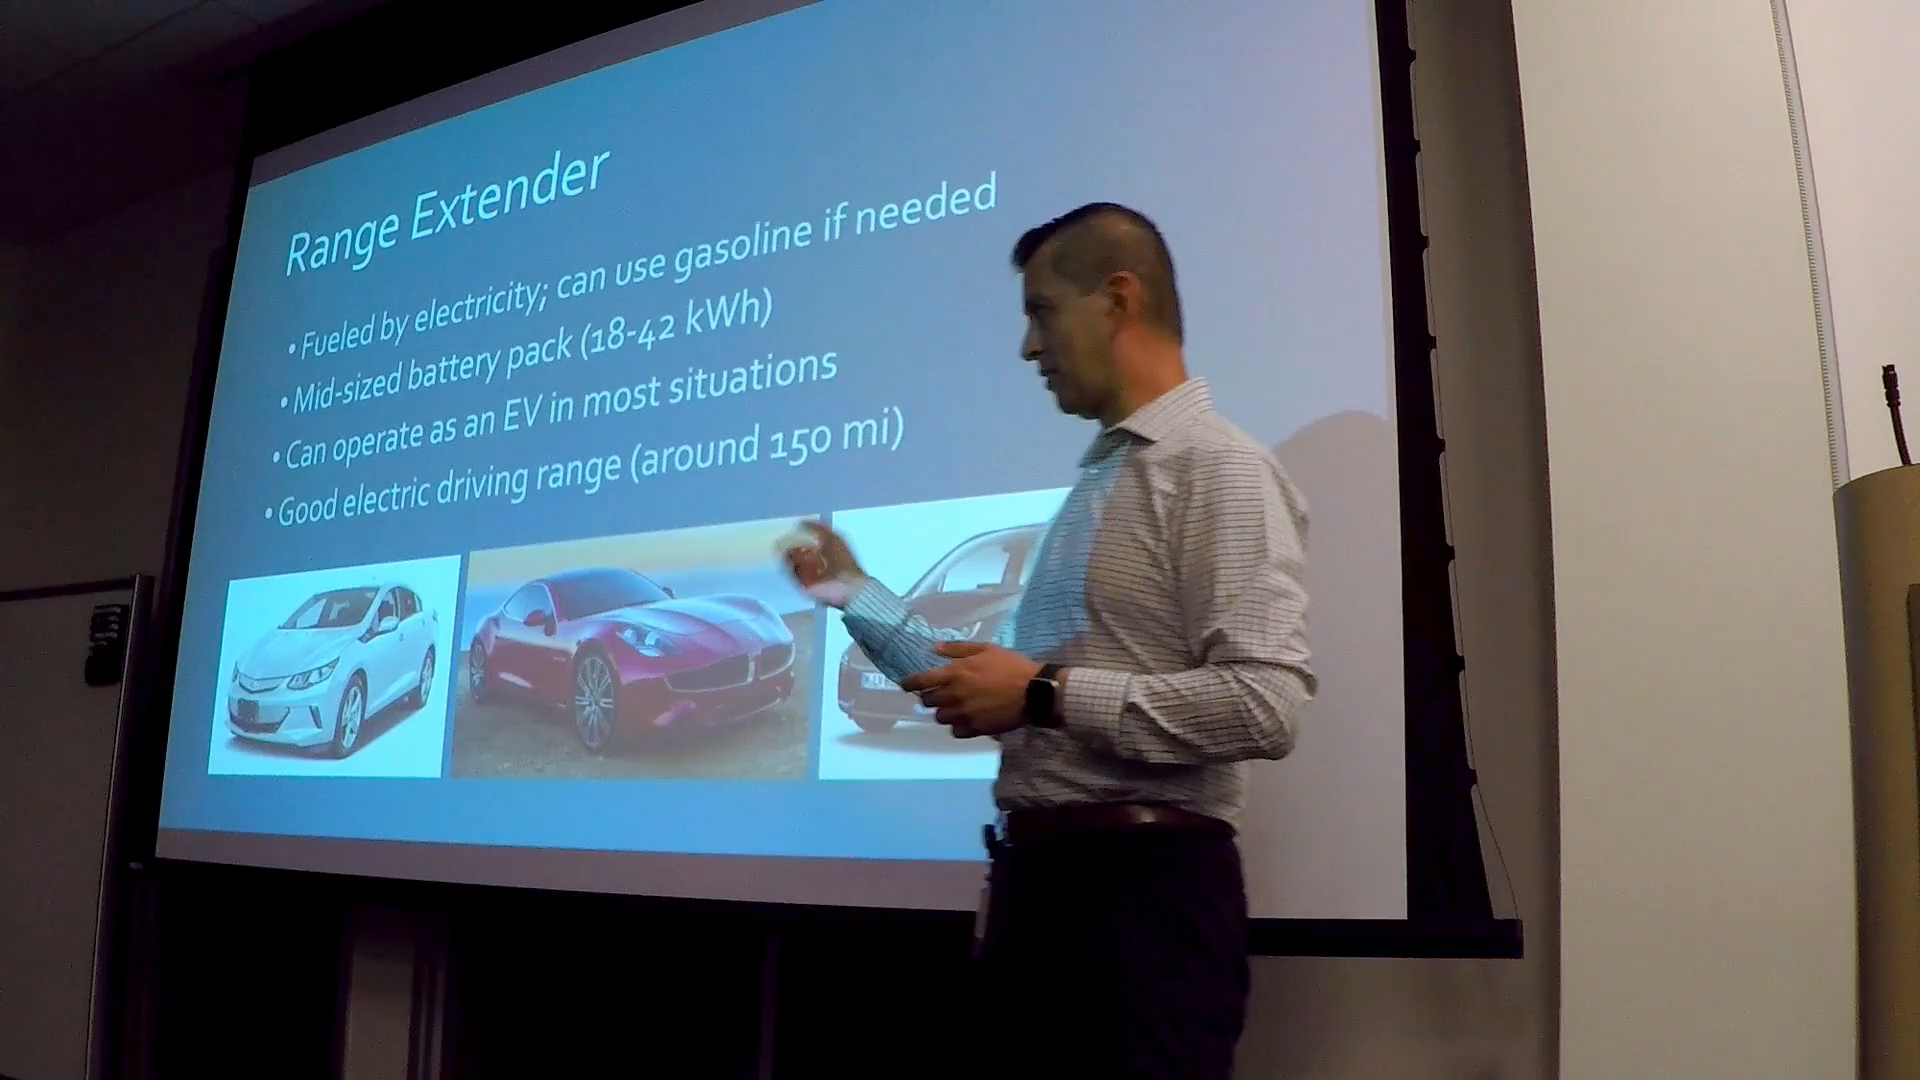 Range Extender
• Fueled by electricity; can use gasoline if needed
• Mid-sized battery pack (18-42 kWh)
• Can operate as an EV in most situations
• Good electric driving range (around 150 mi)